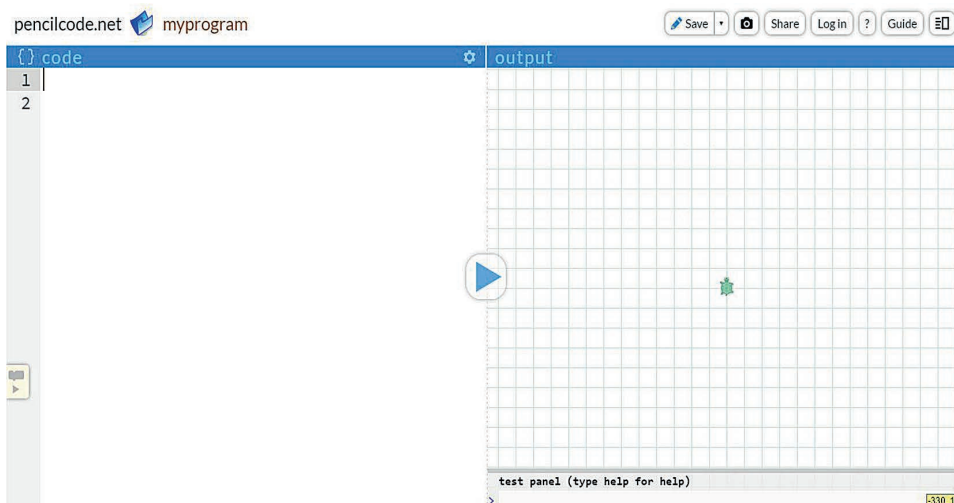 pencilcode.net myprogram Save Share Log in ? Guide
{} code
output
1
2
test panel (type help for help)
>